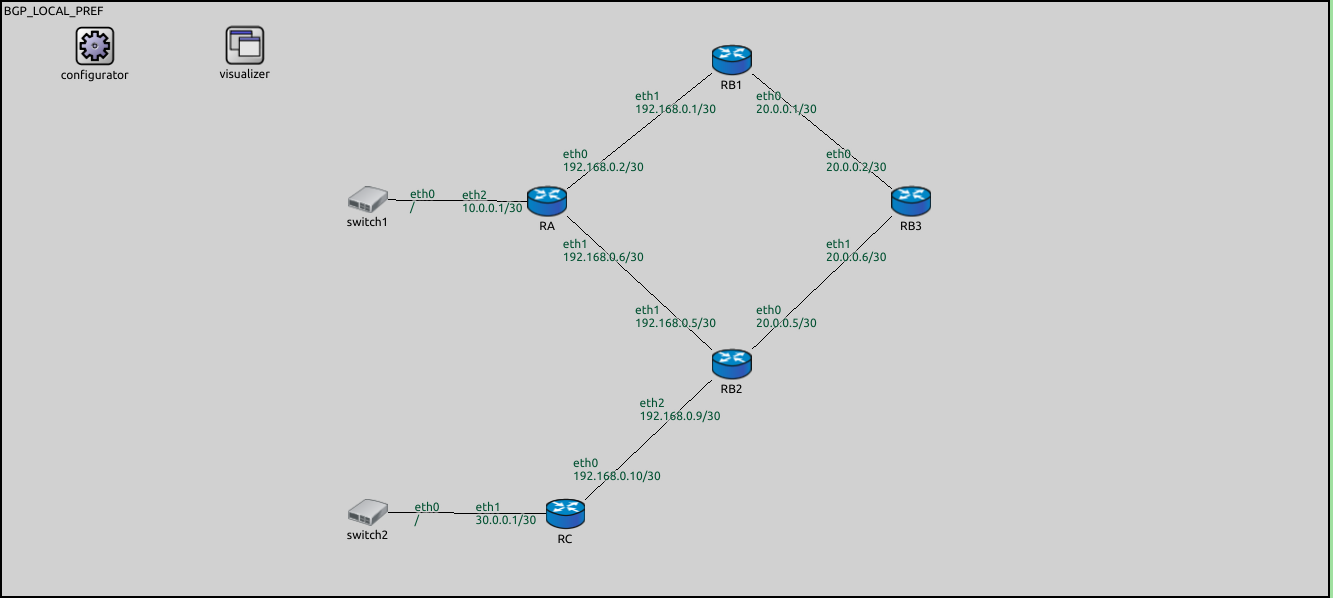 BGP_LOCAL_PREF
configurator
visualizer
RB1
eth1
192.168.0.1/30
eth0
20.0.0.1/30
eth0
192.168.0.2/30
eth0
20.0.0.2/30
switch1
eth0
/
eth2
10.0.0.1/30
RA
RB3
eth1
192.168.0.6/30
eth1
20.0.0.6/30
eth1
192.168.0.5/30
eth0
20.0.0.5/30
RB2
eth2
192.168.0.9/30
eth0
192.168.0.10/30
switch2
eth0
/
eth1
30.0.0.1/30
RC